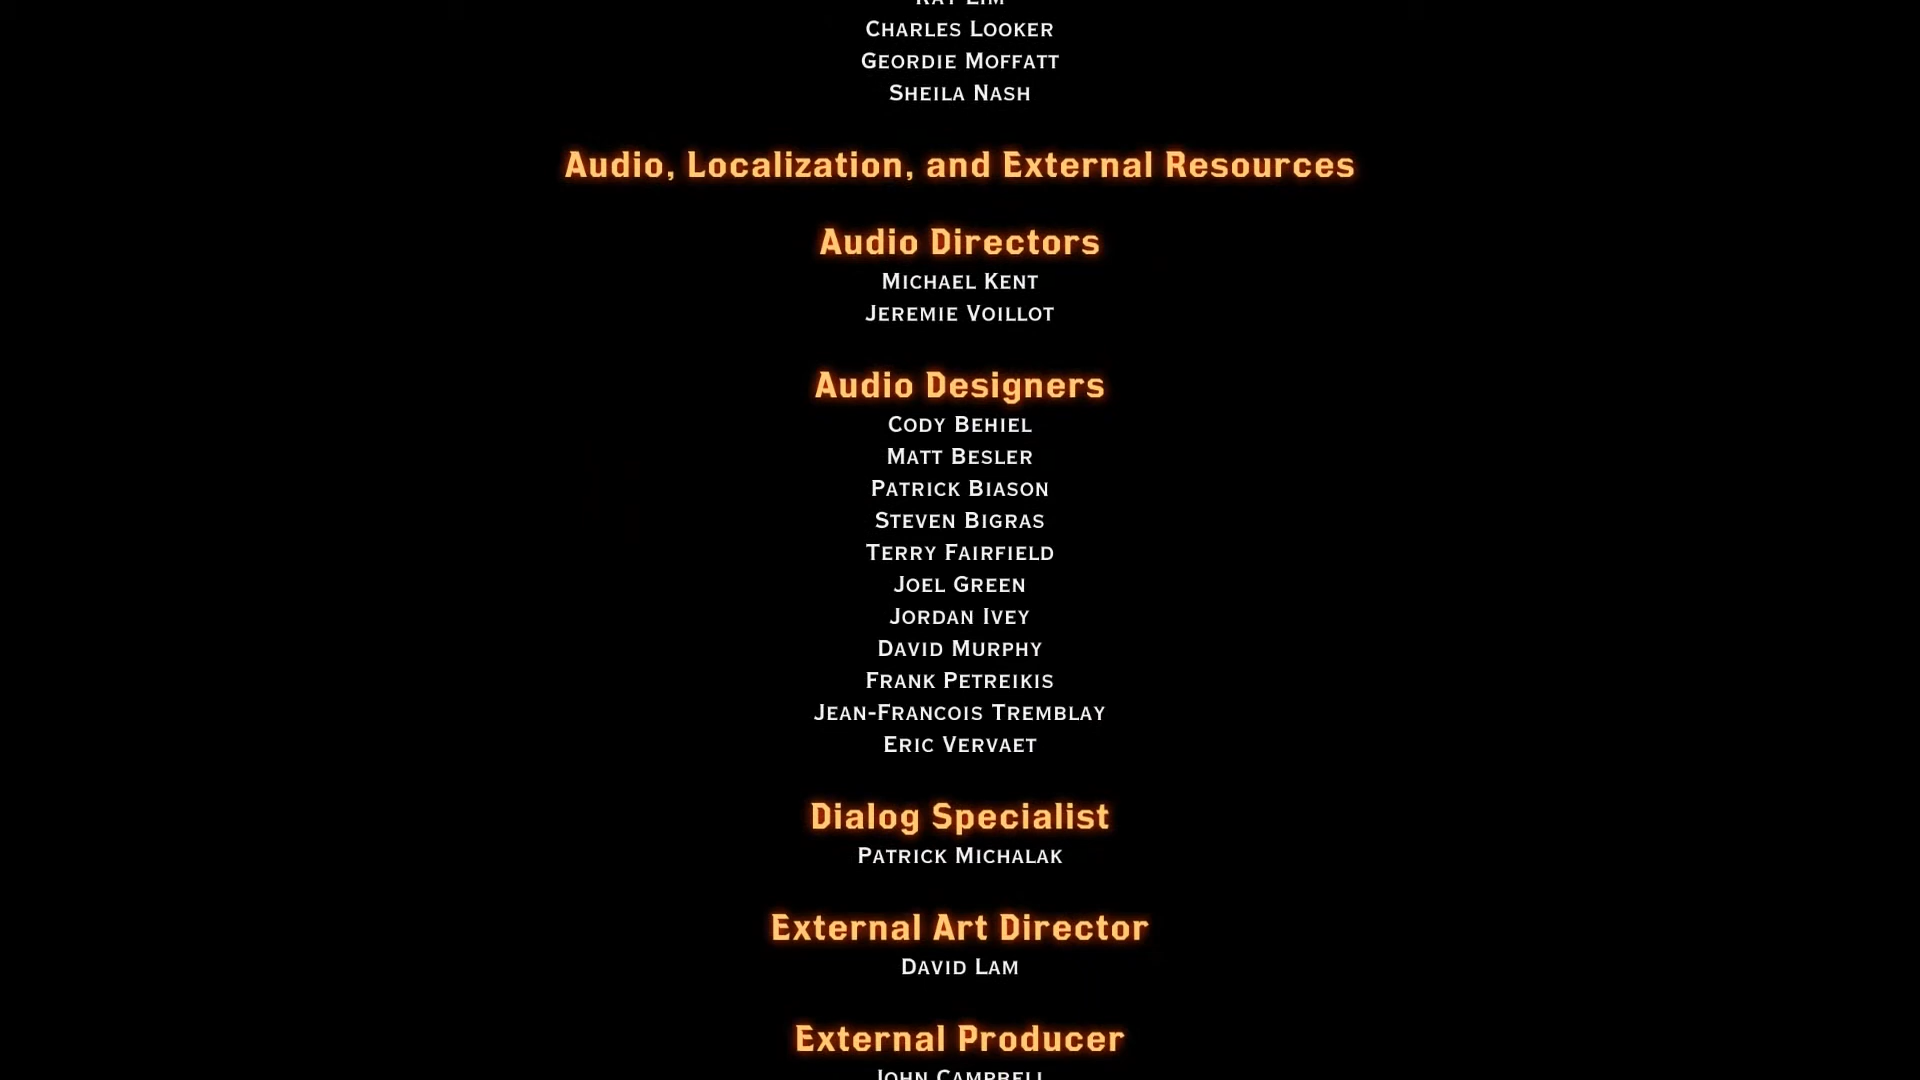 Ray Lim
Charles Looker
Geordie Moffatt
Sheila Nash
Audio, Localization, and External Resources
Audio Directors
Michael Kent
Jeremie Voillot
Audio Designers
Cody Behiel
Matt Besler
Patrick Biason
Steven Bigras
Terry Fairfield
Joel Green
Jordan Ivey
David Murphy
Frank Petreikis
Jean-Francois Tremblay
Eric Vervaet
Dialog Specialist
Patrick Michalak
External Art Director
David Lam
External Producer
John Campbell